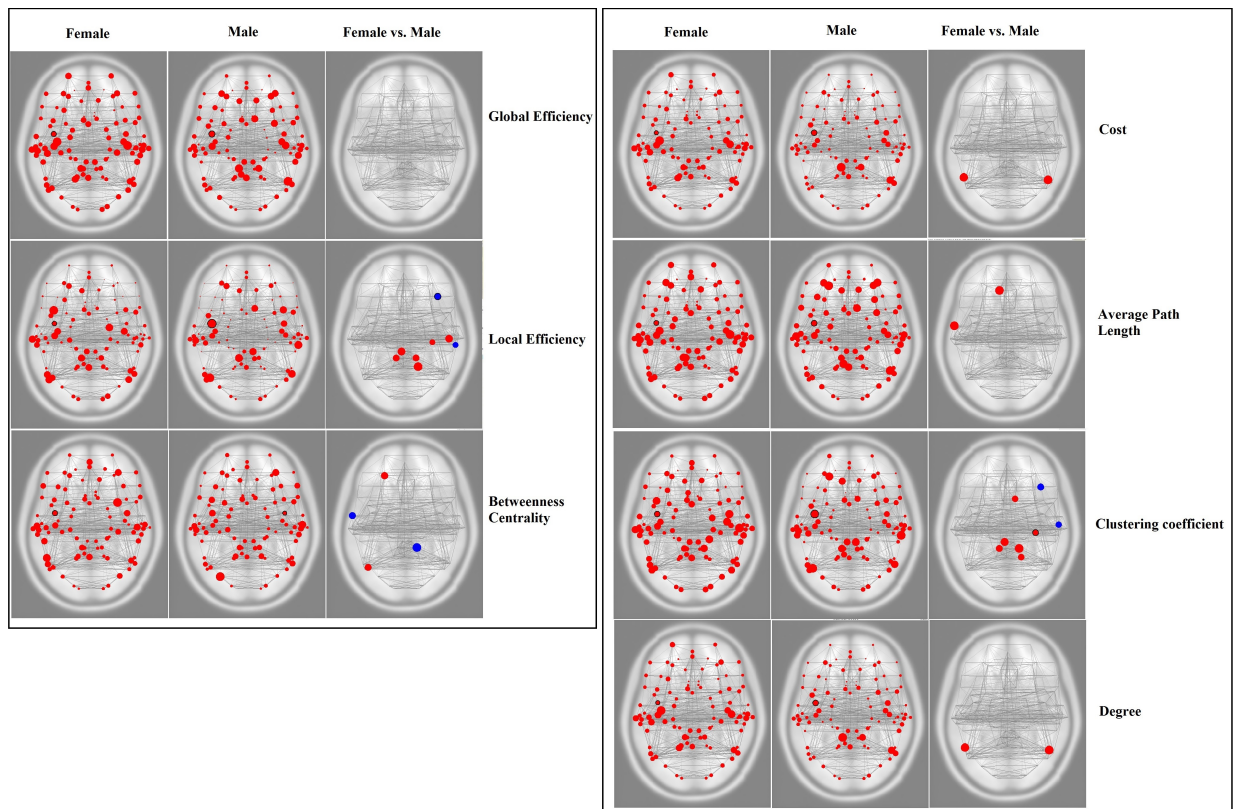 Female Male Female vs. Male
Global Efficiency
Local Efficiency
Betweenness
Centrality
Female Male Female vs. Male
Cost
Average Path
Length
Clustering coefficient
Degree